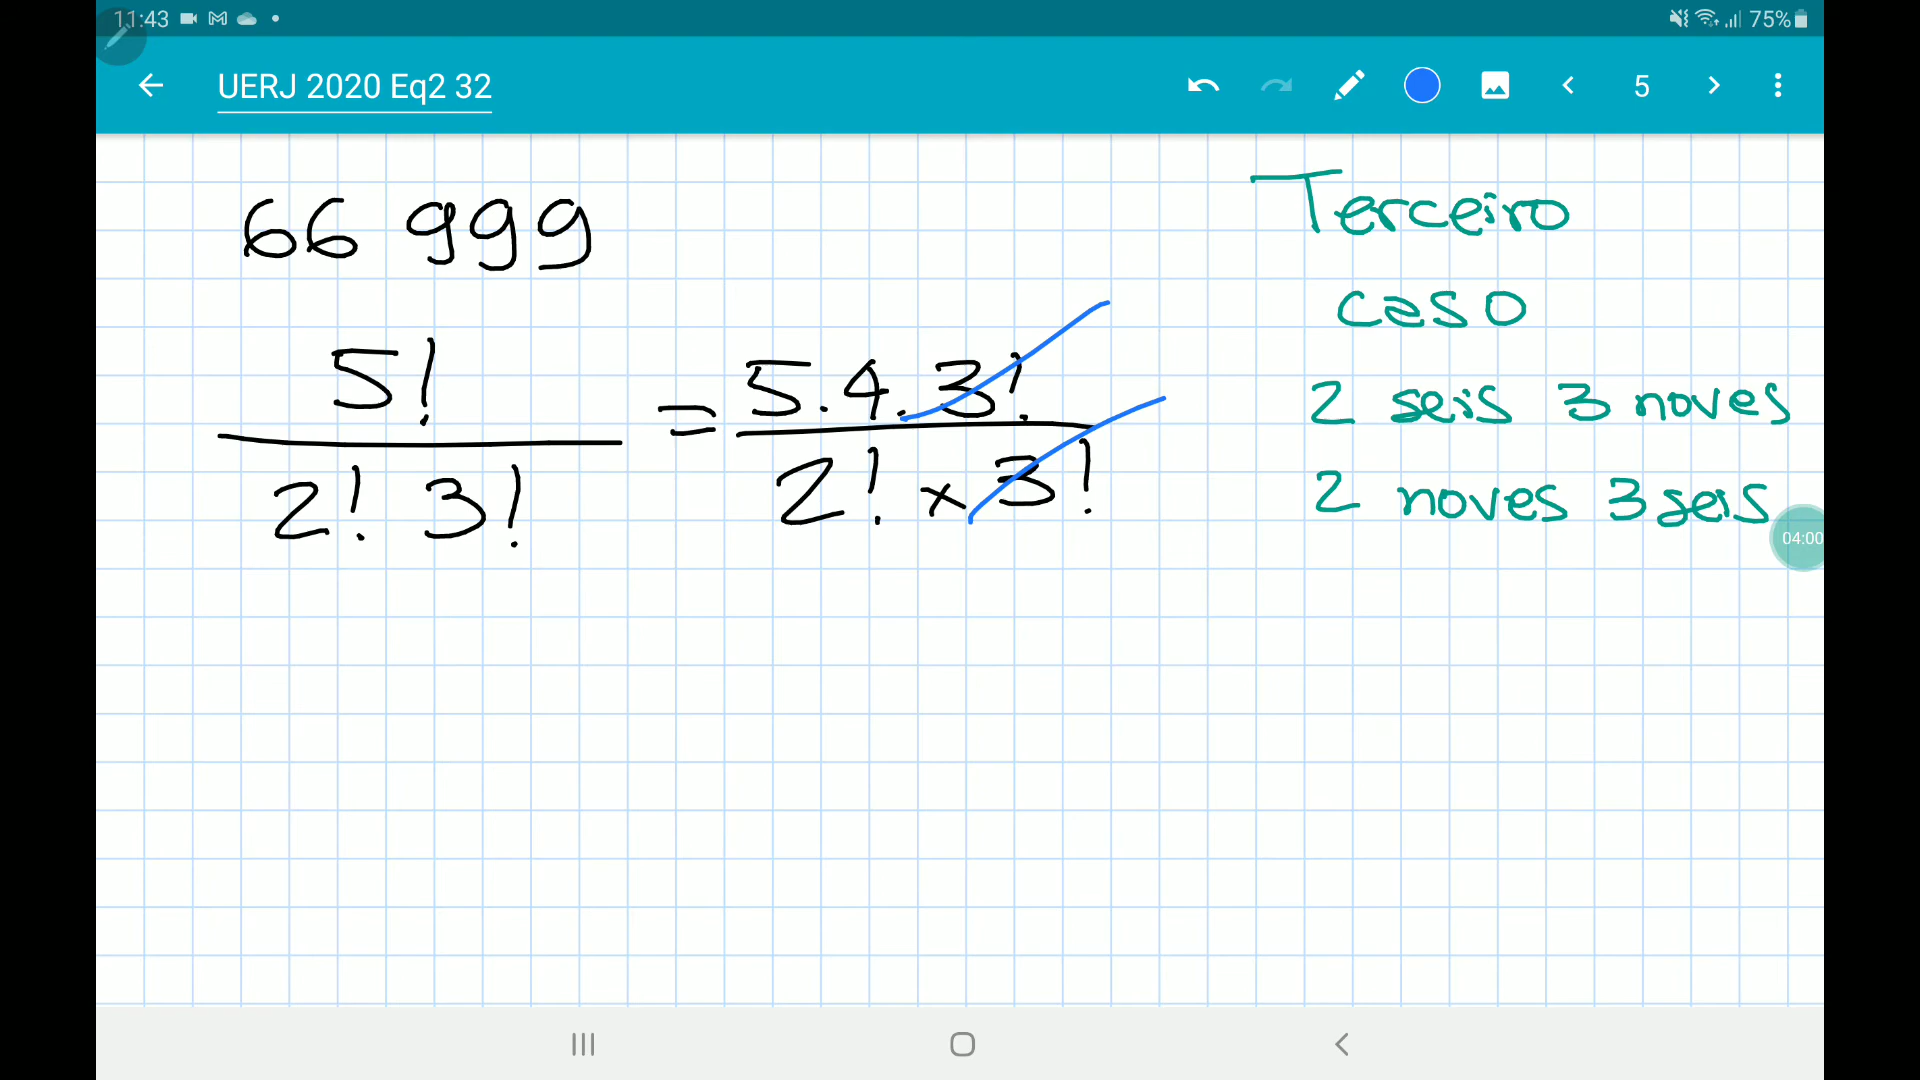 11:43
75%
UERJ 2020 Eq2 32
5
66 999
Terceiro
caso
5!
2! 3!
= 5.4.3!
2! x 3!
2 seis 3 noves
2 noves 3 seis
04:00